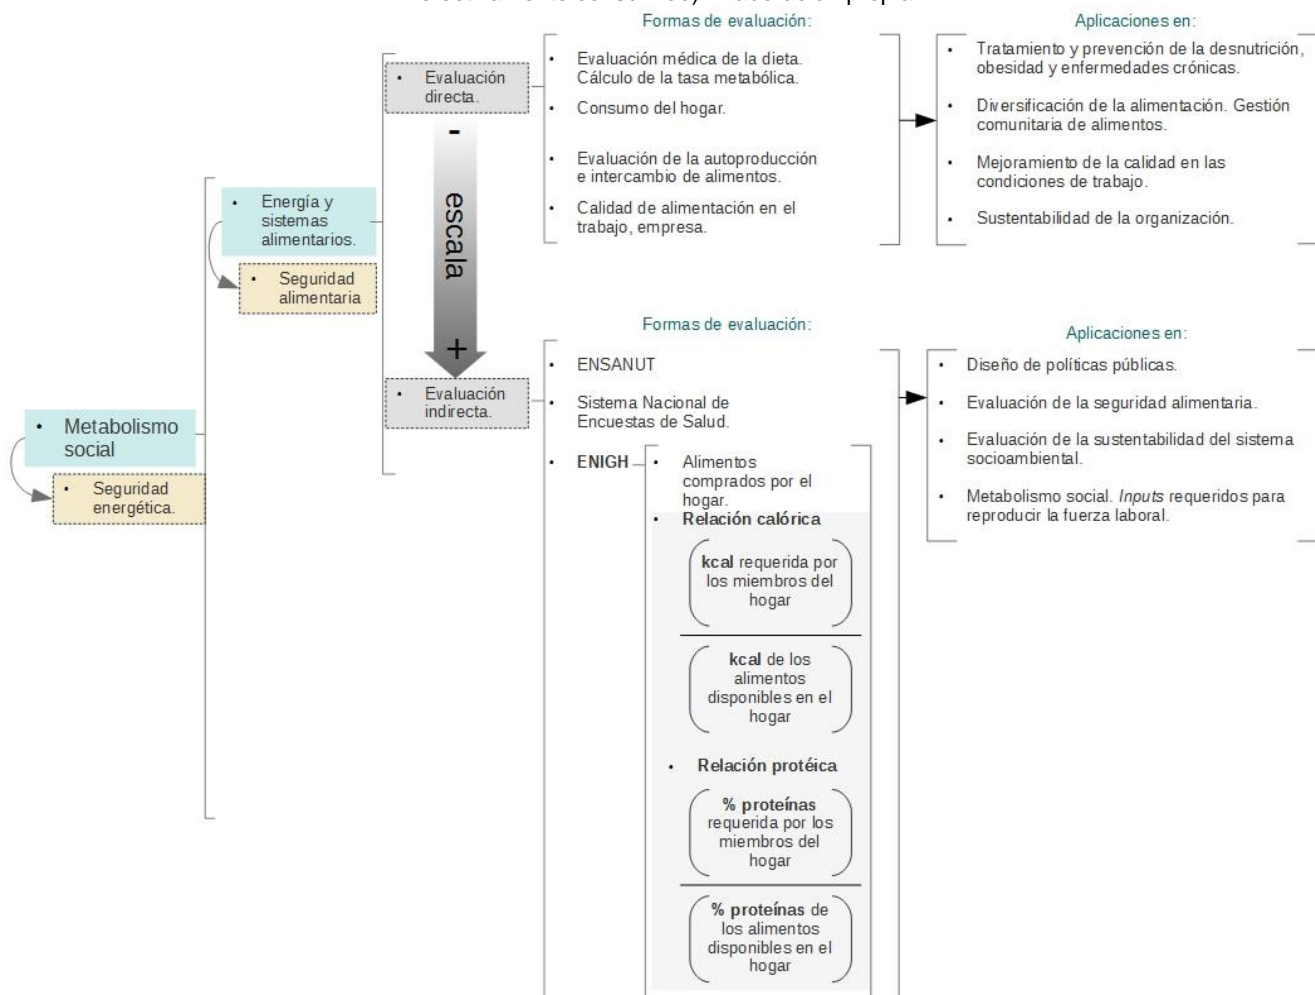 Formas de evaluación:
Aplicaciones en:
• Evaluación directa.
• Evaluación médica de la dieta.
Cálculo de la tasa metabólica.
• Consumo del hogar.
• Evaluación de la autoproducción
e intercambio de alimentos.
• Calidad de alimentación en el
trabajo, empresa.
• Tratamiento y prevención de la desnutrición,
obesidad y enfermedades crónicas.
• Diversificación de la alimentación. Gestión
comunitaria de alimentos.
• Mejoramiento de la calidad en las
condiciones de trabajo.
• Sustentabilidad de la organización.
-
escala
+
• Energía y
sistemas
alimentarios.
• Seguridad
alimentaria
Formas de evaluación:
Aplicaciones en:
• Evaluación
indirecta.
• ENSANUT
• Sistema Nacional de
Encuestas de Salud.
• ENIGH
• Alimentos
comprados por el
hogar.
• Relación calórica
kcal requerida por
los miembros del
hogar
kcal de los
alimentos
disponibles en el
hogar
• Relación protéica
% proteínas
requerida por los
miembros del
hogar
% proteínas de
los alimentos
disponibles en el
hogar
• Diseño de políticas públicas.
• Evaluación de la seguridad alimentaria.
• Evaluación de la sustentabilidad del sistema
socioambiental.
• Metabolismo social. Inputs requeridos para
reproducir la fuerza laboral.
• Metabolismo
social
• Seguridad
energética.